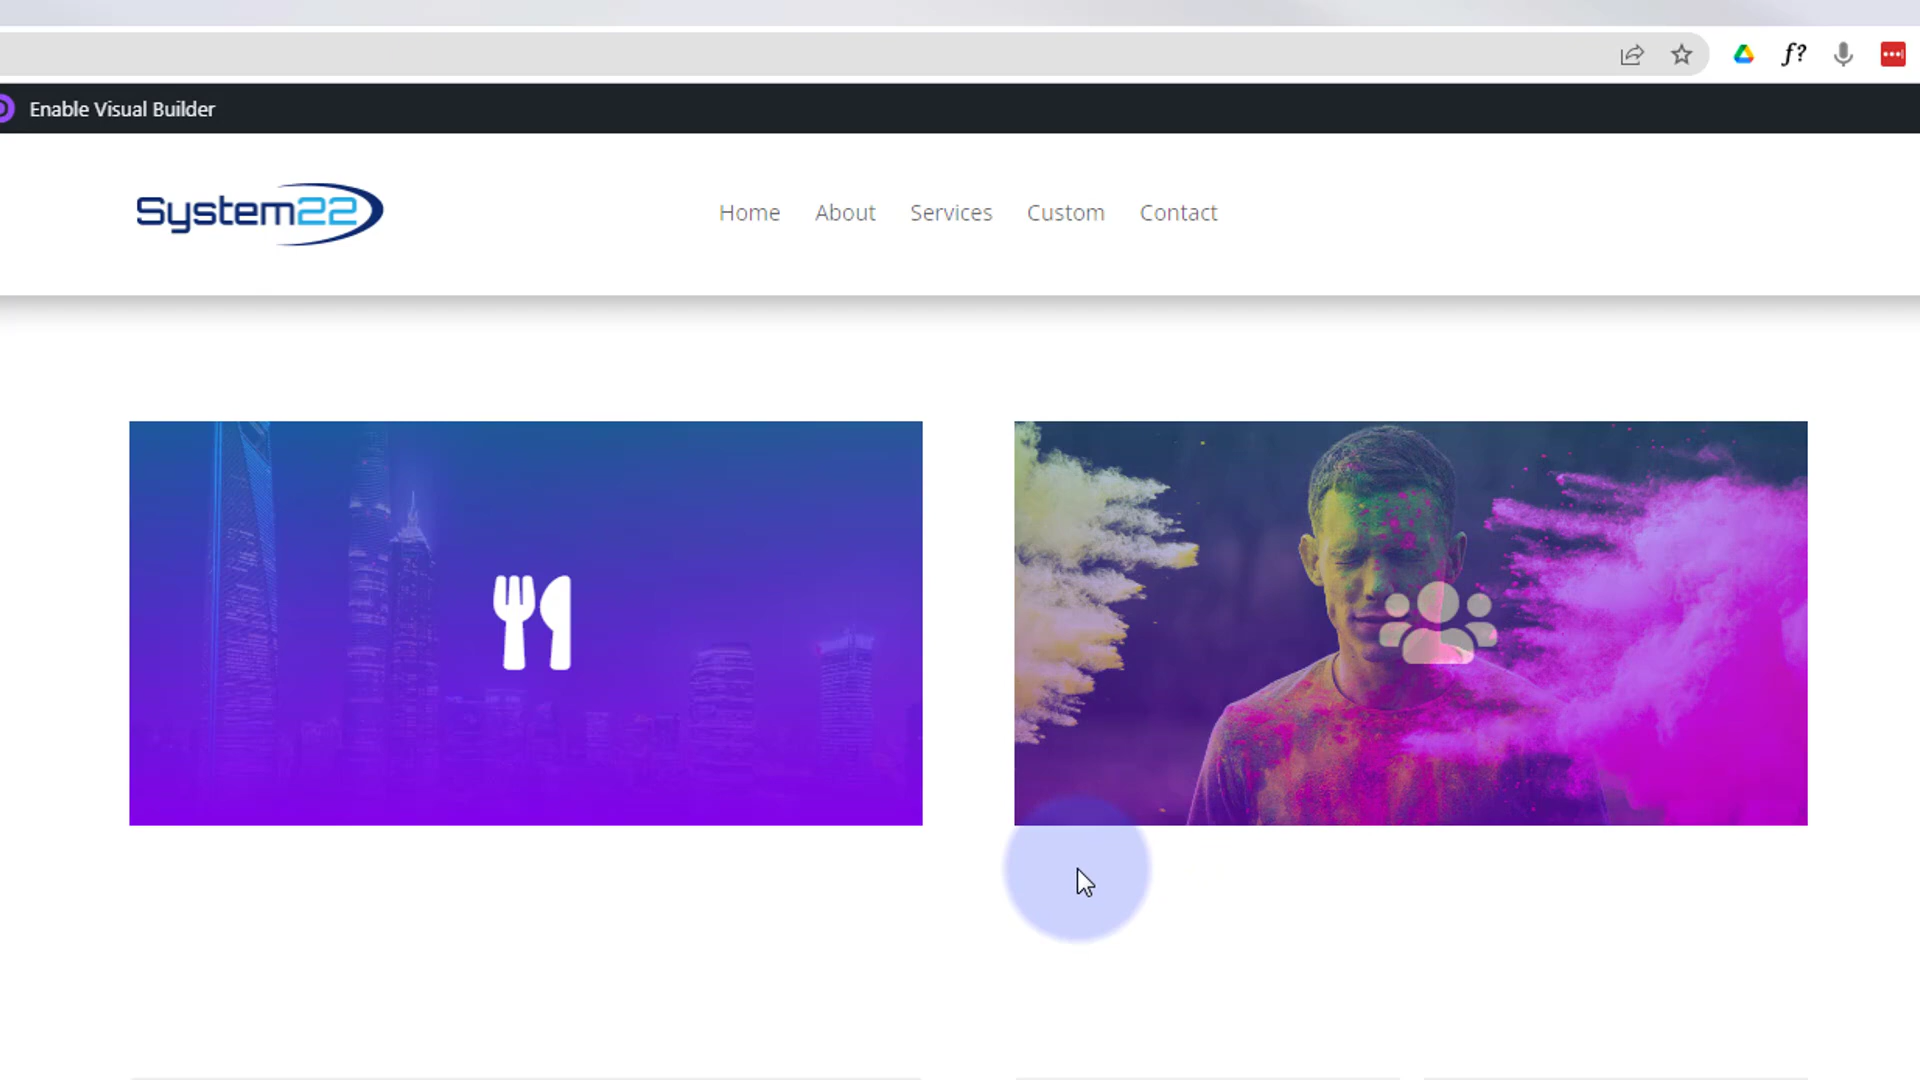 f?
Enable Visual Builder
System22
Home About Services Custom Contact